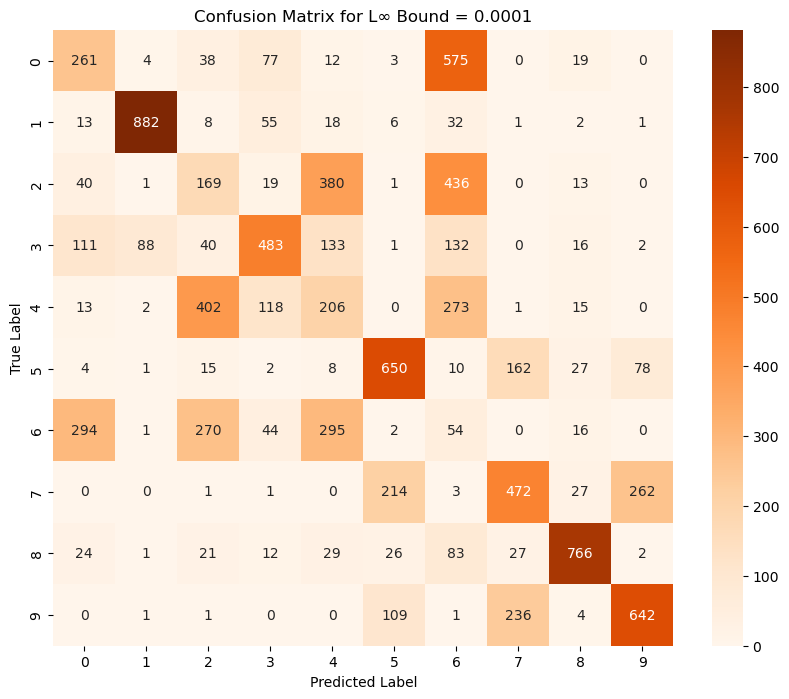 Confusion Matrix for L∞ Bound = 0.0001
True Label
0 261 4 38 77 12 3 575 0 19 0
1 13 882 8 55 18 6 32 1 2 1
2 40 1 169 19 380 1 436 0 13 0
3 111 88 40 483 133 1 132 0 16 2
4 13 2 402 118 206 0 273 1 15 0
5 4 1 15 2 8 650 10 162 27 78
6 294 1 270 44 295 2 54 0 16 0
7 0 0 1 1 0 214 3 472 27 262
8 24 1 21 12 29 26 83 27 766 2
9 0 1 1 0 0 109 1 236 4 642
0 1 2 3 4 5 6 7 8 9
Predicted Label
800
700
600
500
400
300
200
100
0